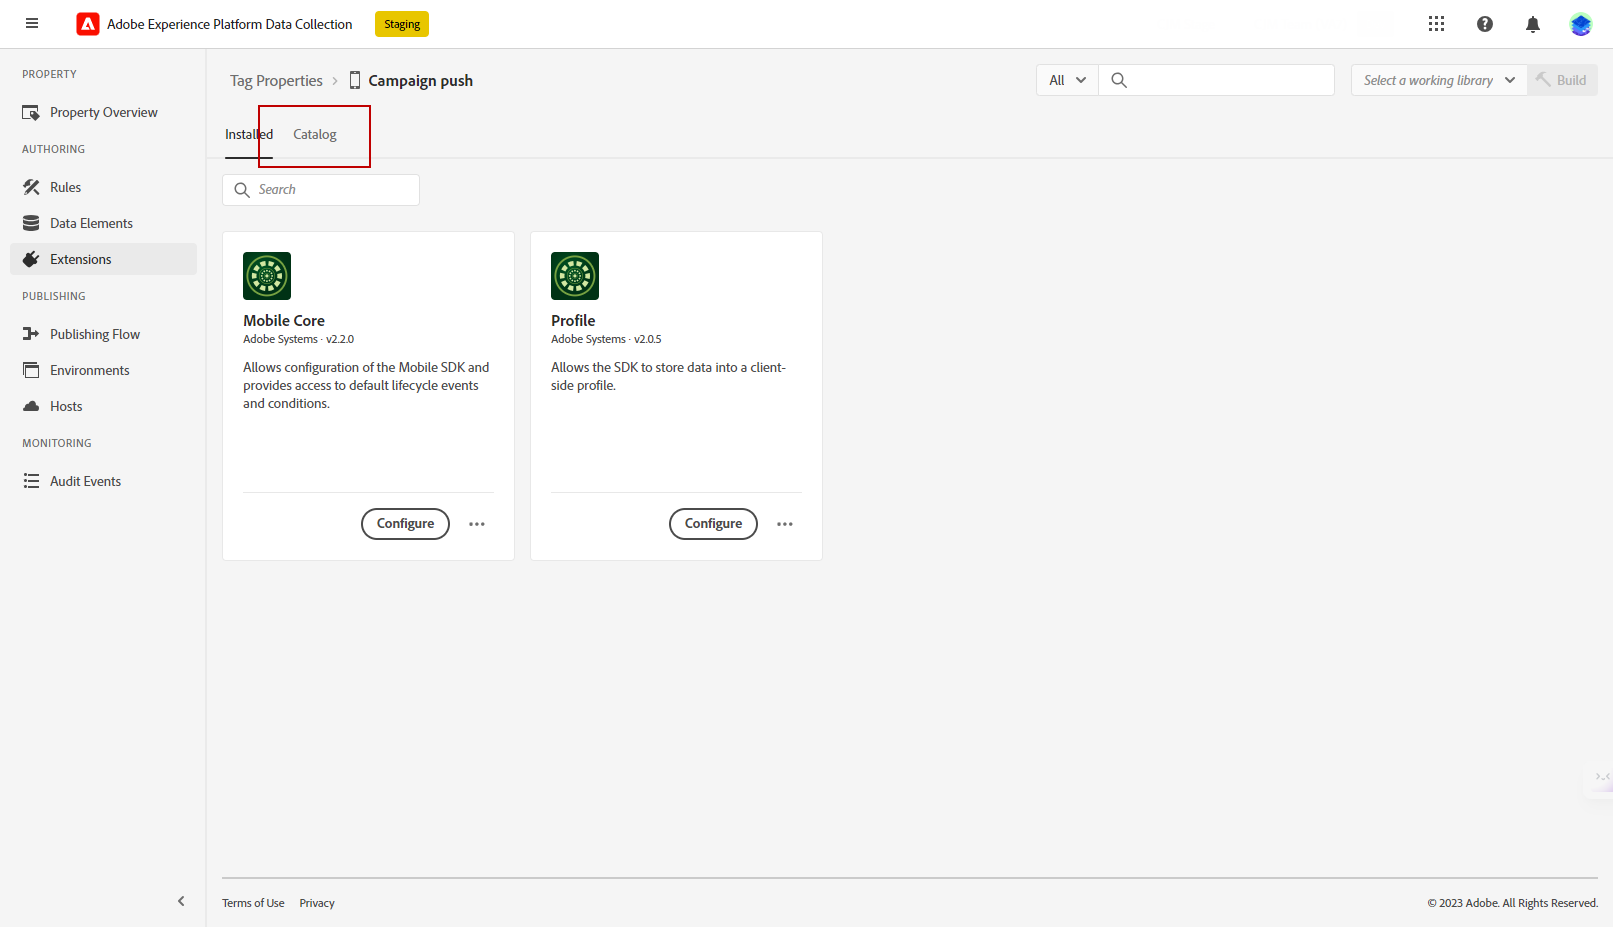 Adobe Experience Platform Data Collection
Staging
PROPERTY
Property Overview
AUTHORING
Rules
Data Elements
Extensions
PUBLISHING
Publishing Flow
Environments
Hosts
MONITORING
Audit Events
Tag Properties > Campaign push
All
Select a working library
Build
Installed
Catalog
Search
Mobile Core
Adobe Systems · v2.2.0
Allows configuration of the Mobile SDK and
provides access to default lifecycle events
and conditions.
Configure
Profile
Adobe Systems · v2.0.5
Allows the SDK to store data into a client-
side profile.
Configure
Terms of Use
Privacy
© 2023 Adobe. All Rights Reserved.